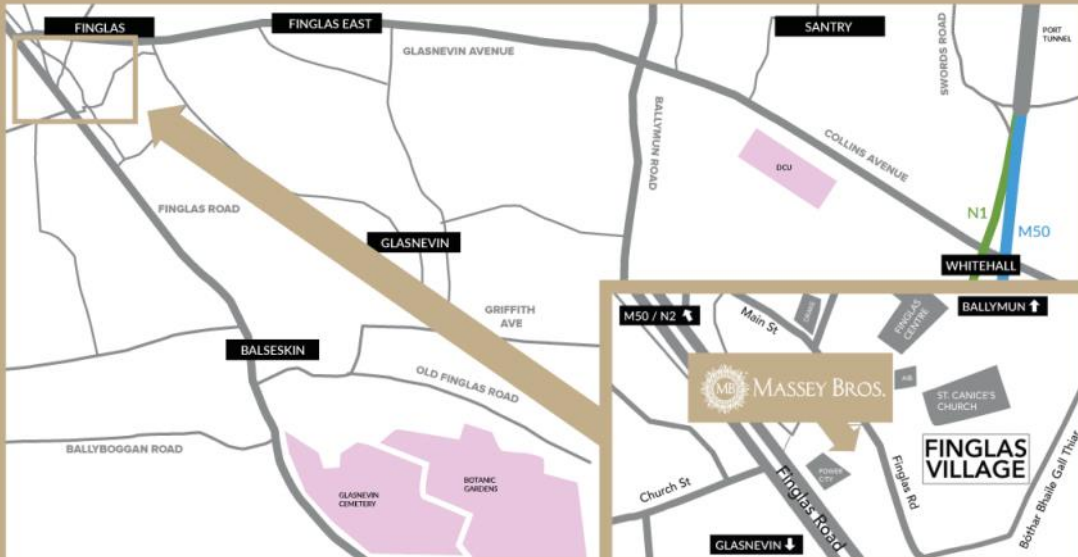 FINGLAS
FINGLAS EAST
SANTRY
GLASNEVIN AVENUE
SWORDS ROAD
PORT
TUNNEL
BALLYMUN ROAD
COLLINS AVENUE
DCU
FINGLAS ROAD
N1
M50
GLASNEVIN
WHITEHALL
GRIFFITH
AVE
BALSESKIN
OLD FINGLAS ROAD
BALLYBOGGAN ROAD
GLASNEVIN
CEMETERY
BOTANIC
GARDENS
M50 / N2
Main St
FINGLAS
CENTRE
BALLYMUN
MB
MASSEY BROS.
AIB
ST. CANICE'S
CHURCH
FINGLAS
VILLAGE
POWER
CITY
Church St
Finglas Road
Finglas Rd
Bóthar Bhaile Gall Thiar
GLASNEVIN